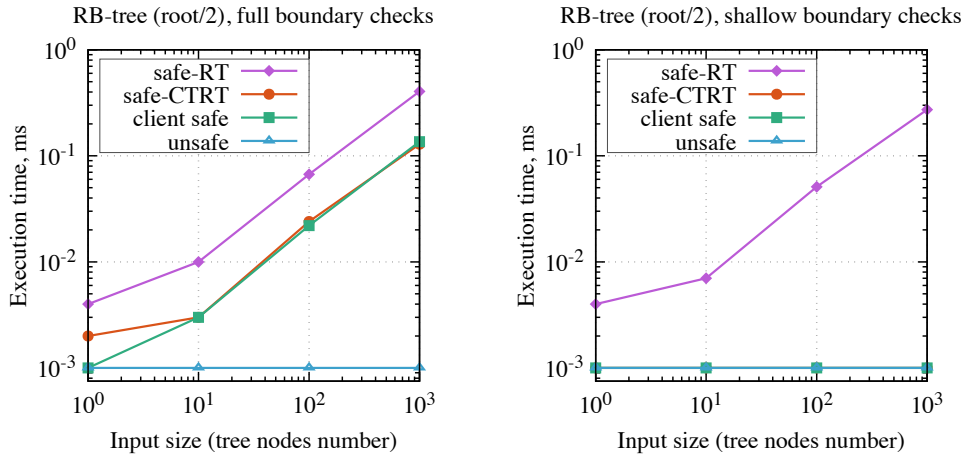 RB-tree (root/2), full boundary checks
Execution time, ms
10^0
10^-1
10^-2
10^-3
safe-RT
safe-CTRT
client safe
unsafe
10^0 10^1 10^2 10^3
Input size (tree nodes number)
RB-tree (root/2), shallow boundary checks
Execution time, ms
10^0
10^-1
10^-2
10^-3
safe-RT
safe-CTRT
client safe
unsafe
10^0 10^1 10^2 10^3
Input size (tree nodes number)